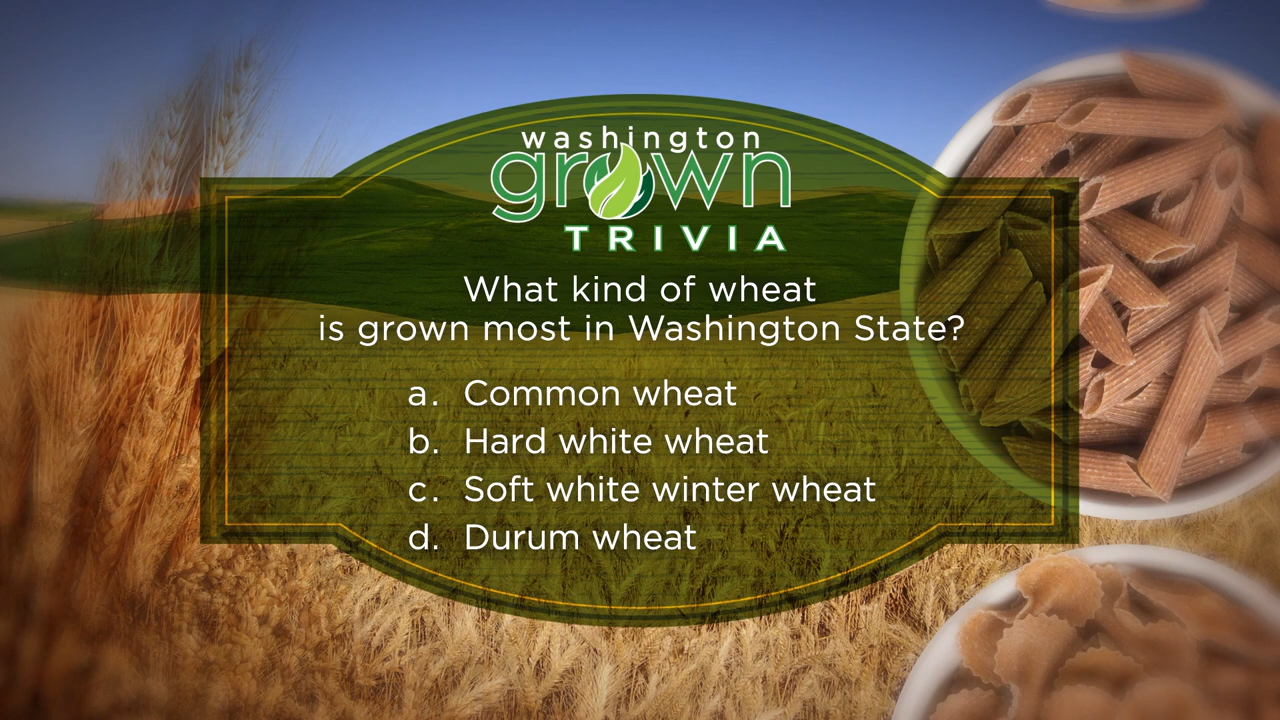 washington
grown
TRIVIA
What kind of wheat
is grown most in Washington State?
a. Common wheat
b. Hard white wheat
c. Soft white winter wheat
d. Durum wheat